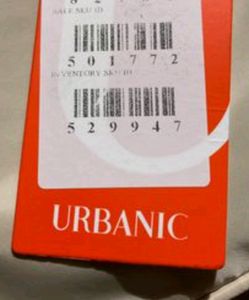 SALE SKU ID
501772
INVENTORY SKU ID
529947
URBANIC